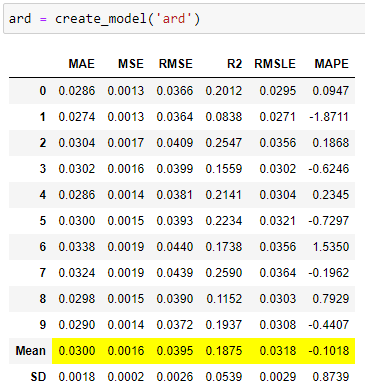 ard = create_model('ard')
MAE MSE RMSE R2 RMSLE MAPE
0 0.0286 0.0013 0.0366 0.2012 0.0295 0.0947
1 0.0274 0.0013 0.0364 0.0838 0.0271 -1.8711
2 0.0304 0.0017 0.0409 0.2547 0.0356 0.1868
3 0.0302 0.0016 0.0399 0.1559 0.0302 -0.6246
4 0.0286 0.0014 0.0381 0.2141 0.0304 0.2345
5 0.0300 0.0015 0.0393 0.2234 0.0321 -0.7297
6 0.0338 0.0019 0.0440 0.1738 0.0356 1.5350
7 0.0324 0.0019 0.0439 0.2590 0.0364 -0.1962
8 0.0298 0.0015 0.0390 0.1152 0.0303 0.7929
9 0.0290 0.0014 0.0372 0.1937 0.0308 -0.4407
Mean 0.0300 0.0016 0.0395 0.1875 0.0318 -0.1018
SD 0.0018 0.0002 0.0026 0.0539 0.0029 0.8739